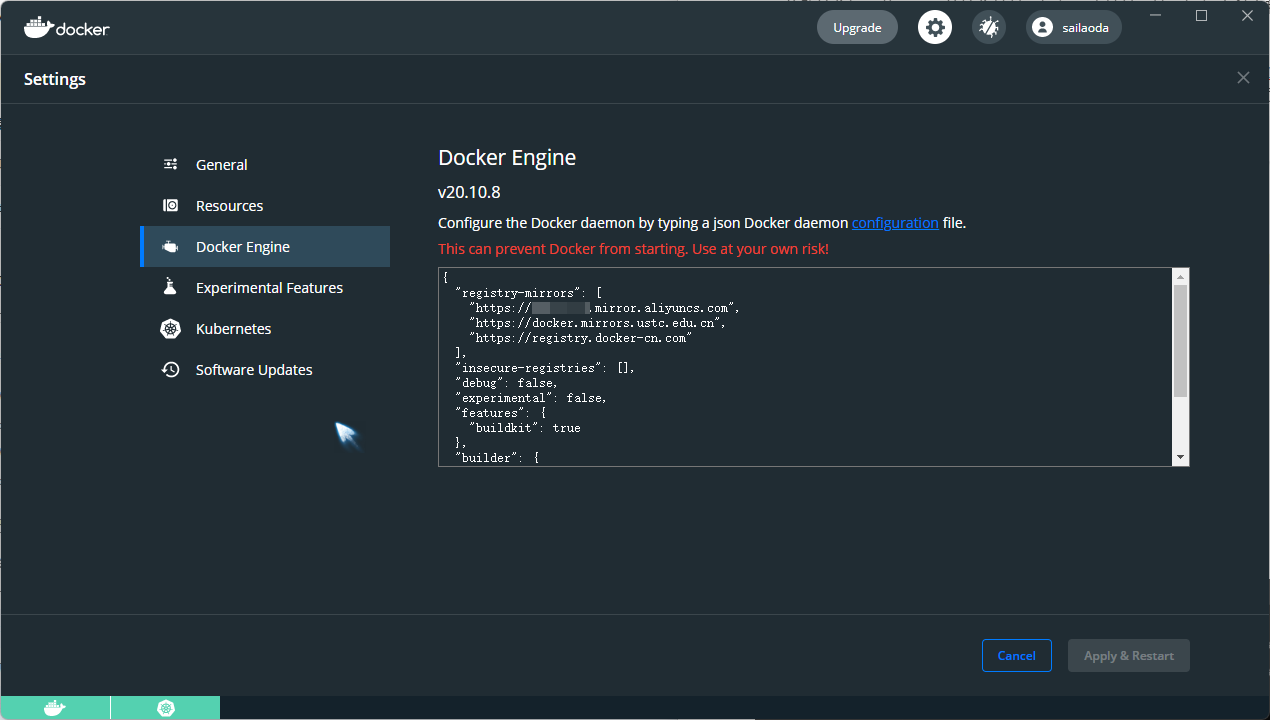 docker
Upgrade
sailaoda
Settings
General
Resources
Docker Engine
Experimental Features
Kubernetes
Software Updates
Docker Engine
v20.10.8
Configure the Docker daemon by typing a json Docker daemon configuration file.
This can prevent Docker from starting. Use at your own risk!
{
"registry-mirrors": [
"https:// .mirror.aliyuncs.com",
"https://docker.mirrors.ustc.edu.cn",
"https://registry.docker-cn.com"
],
"insecure-registries": [],
"debug": false,
"experimental": false,
"features": {
"buildkit": true
},
"builder": {
Cancel
Apply & Restart